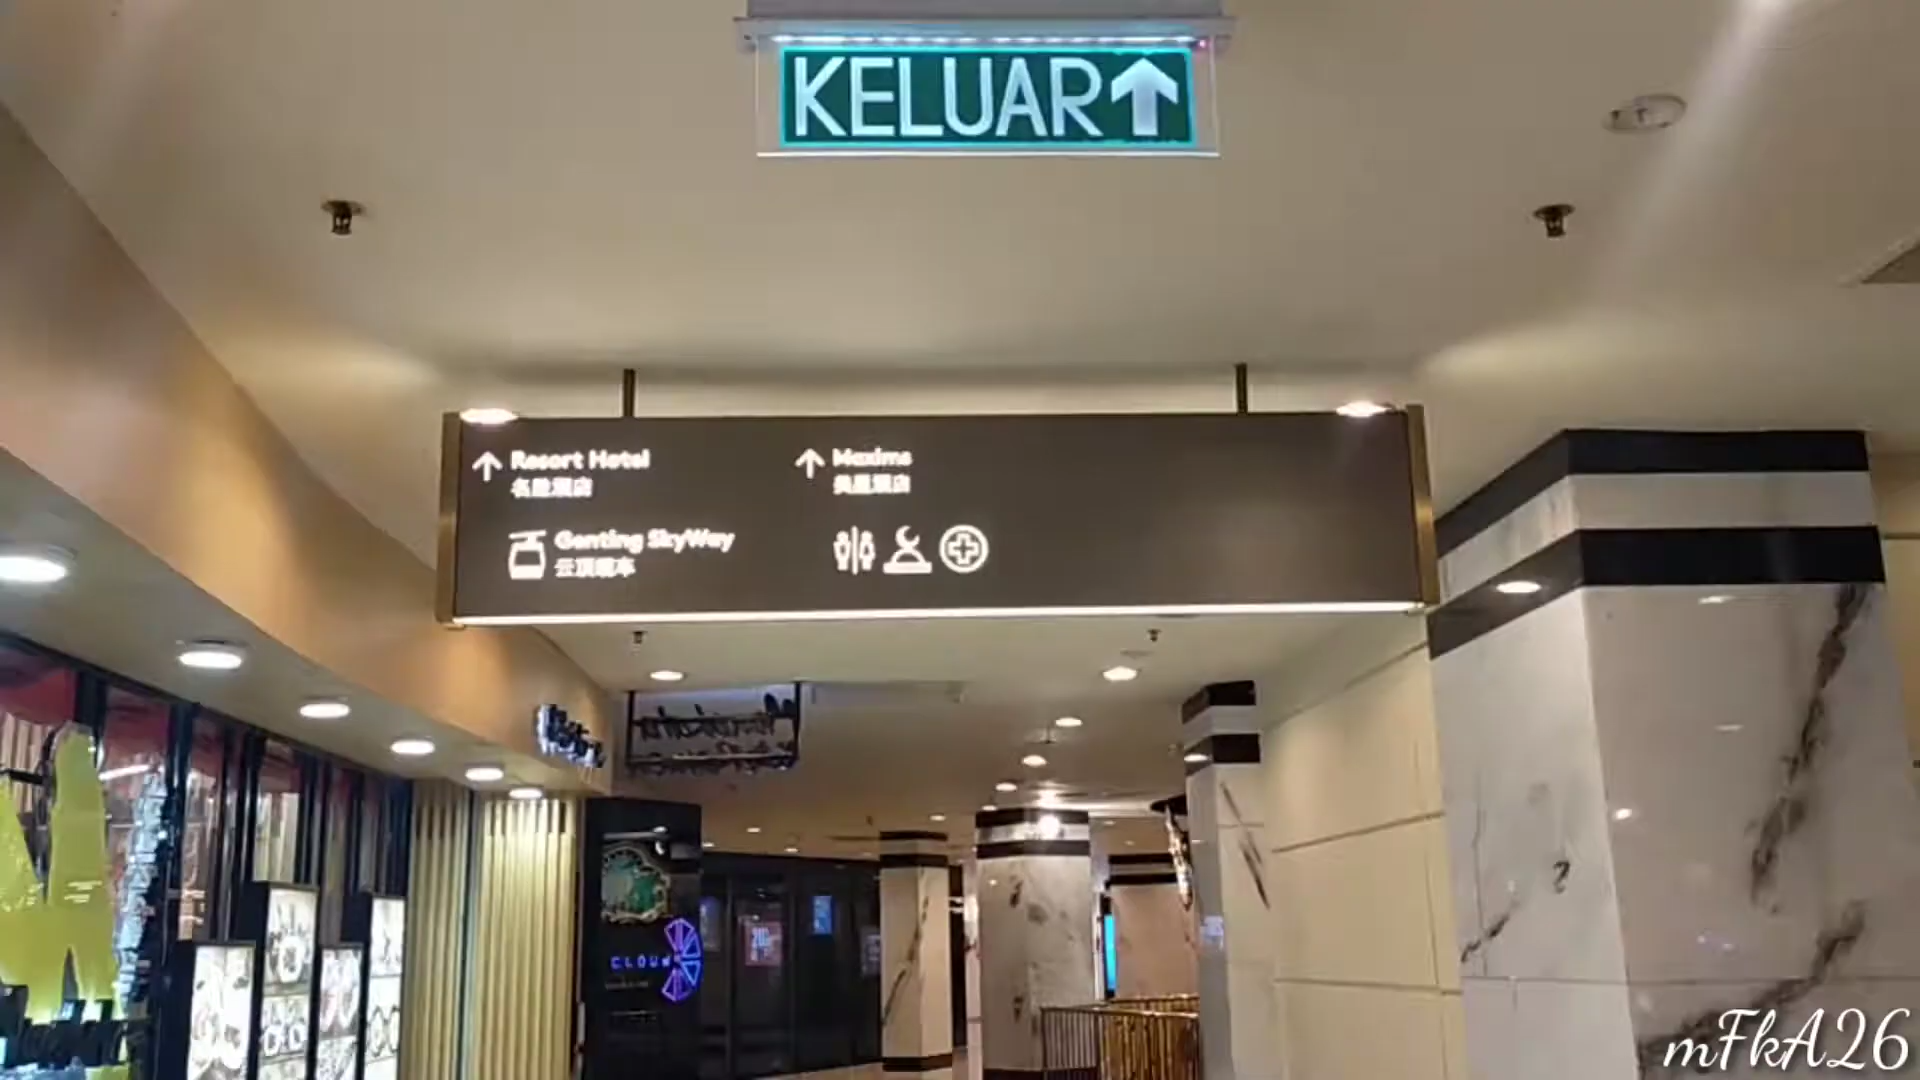 KELUAR
Resort Hotel
名胜酒店
Genting SkyWay
云顶缆车
Maxims
CLOUD
mFkA26